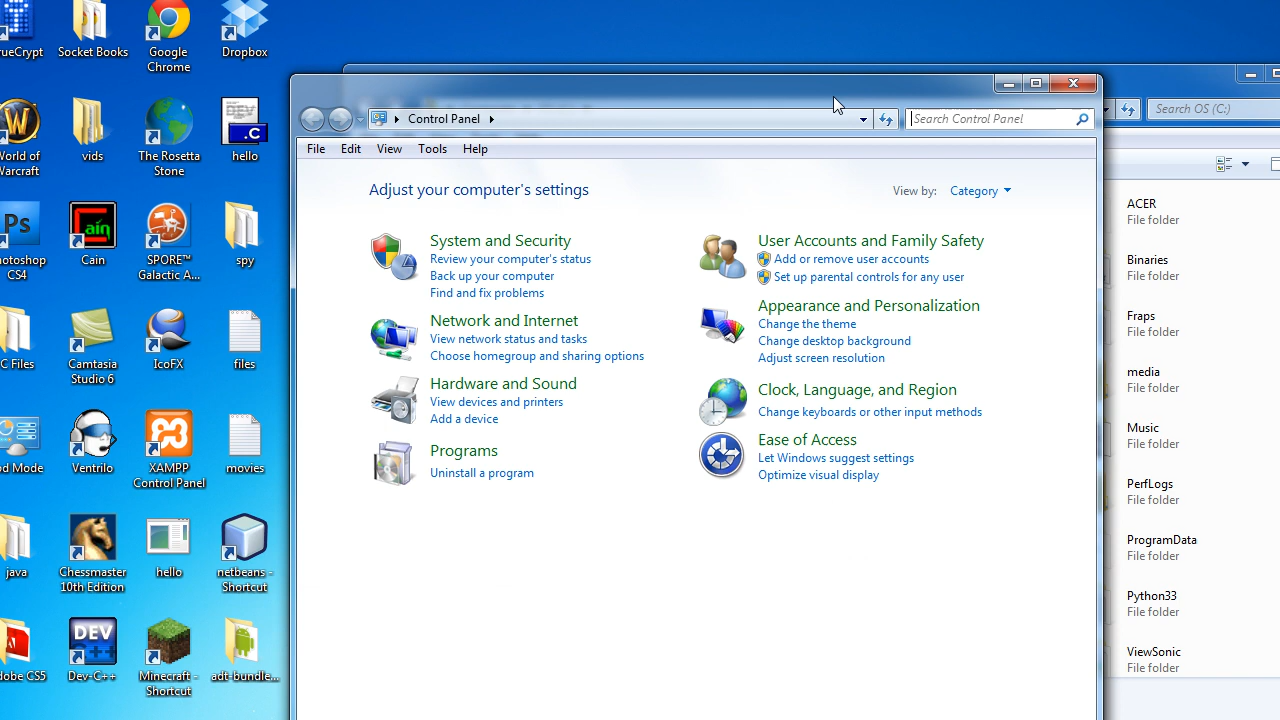 rueCrypt
Socket Books
Google
Chrome
Dropbox
World of
Warcraft
vids
The Rosetta
Stone
DEV
.C
hello
Ps
otoshop
CS4
Cain
Cain
SPORE™
Galactic A...
spy
C Files
Camtasia
Studio 6
IcoFX
files
od Mode
Ventrilo
XAMPP
Control Panel
movies
java
Chessmaster
10th Edition
hello
netbeans -
Shortcut
dobe CS5
DEV
C++
Dev-C++
Minecraft -
Shortcut
adt-bundle...
Control Panel
Search Control Panel
File Edit View Tools Help
Adjust your computer's settings
View by: Category
System and Security
Review your computer's status
Back up your computer
Find and fix problems
Network and Internet
View network status and tasks
Choose homegroup and sharing options
Hardware and Sound
View devices and printers
Add a device
Programs
Uninstall a program
User Accounts and Family Safety
Add or remove user accounts
Set up parental controls for any user
Appearance and Personalization
Change the theme
Change desktop background
Adjust screen resolution
Clock, Language, and Region
Change keyboards or other input methods
Ease of Access
Let Windows suggest settings
Optimize visual display
Search OS (C:)
ACER
File folder
Binaries
File folder
Fraps
File folder
media
File folder
Music
File folder
PerfLogs
File folder
ProgramData
File folder
Python33
File folder
ViewSonic
File folder